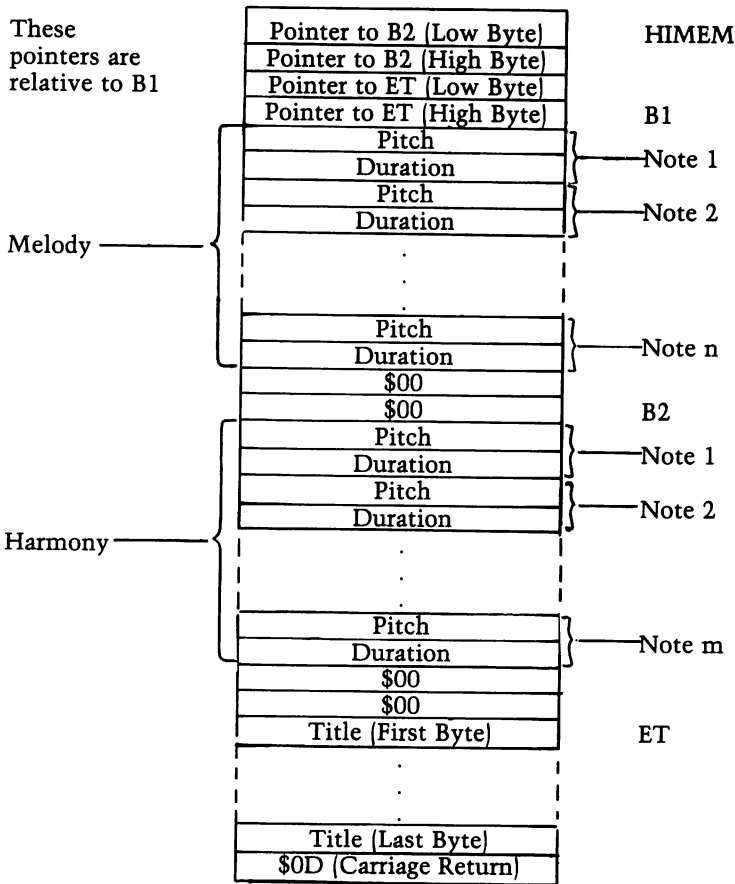 These
pointers are
relative to B1
Pointer to B2 (Low Byte) HIMEM
Pointer to B2 (High Byte)
Pointer to ET (Low Byte)
Pointer to ET (High Byte) B1
Pitch
Duration
Note 1
Pitch
Duration
Note 2
Melody
Pitch
Duration
Note n
$00
$00 B2
Pitch
Duration
Note 1
Pitch
Duration
Note 2
Harmony
Pitch
Duration
Note m
$00
$00
Title (First Byte) ET
Title (Last Byte)
$0D (Carriage Return)